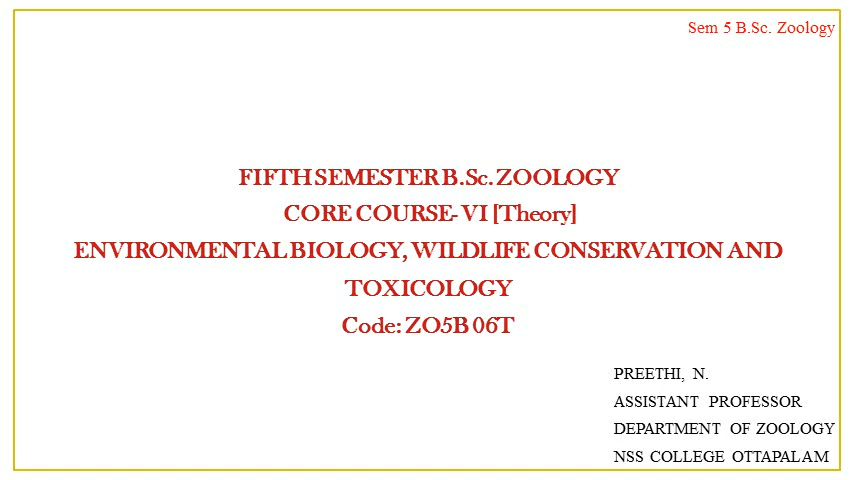 Sem 5 B.Sc. Zoology
FIFTH SEMESTER B.Sc. ZOOLOGY
CORE COURSE- VI [Theory]
ENVIRONMENTAL BIOLOGY, WILDLIFE CONSERVATION AND
TOXICOLOGY
Code: ZO5B 06T
PREETHI, N.
ASSISTANT PROFESSOR
DEPARTMENT OF ZOOLOGY
NSS COLLEGE OTTAPALAM